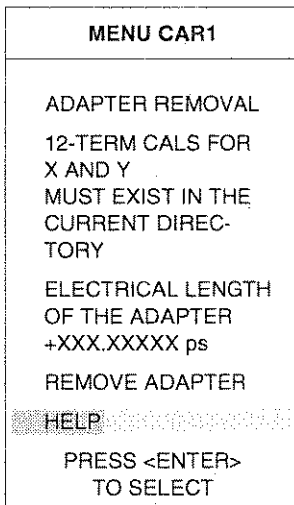 MENU CAR1
ADAPTER REMOVAL
12-TERM CALS FOR
X AND Y
MUST EXIST IN THE
CURRENT DIREC-
TORY
ELECTRICAL LENGTH
OF THE ADAPTER
+XXX.XXXXX ps
REMOVE ADAPTER
HELP
PRESS <ENTER>
TO SELECT